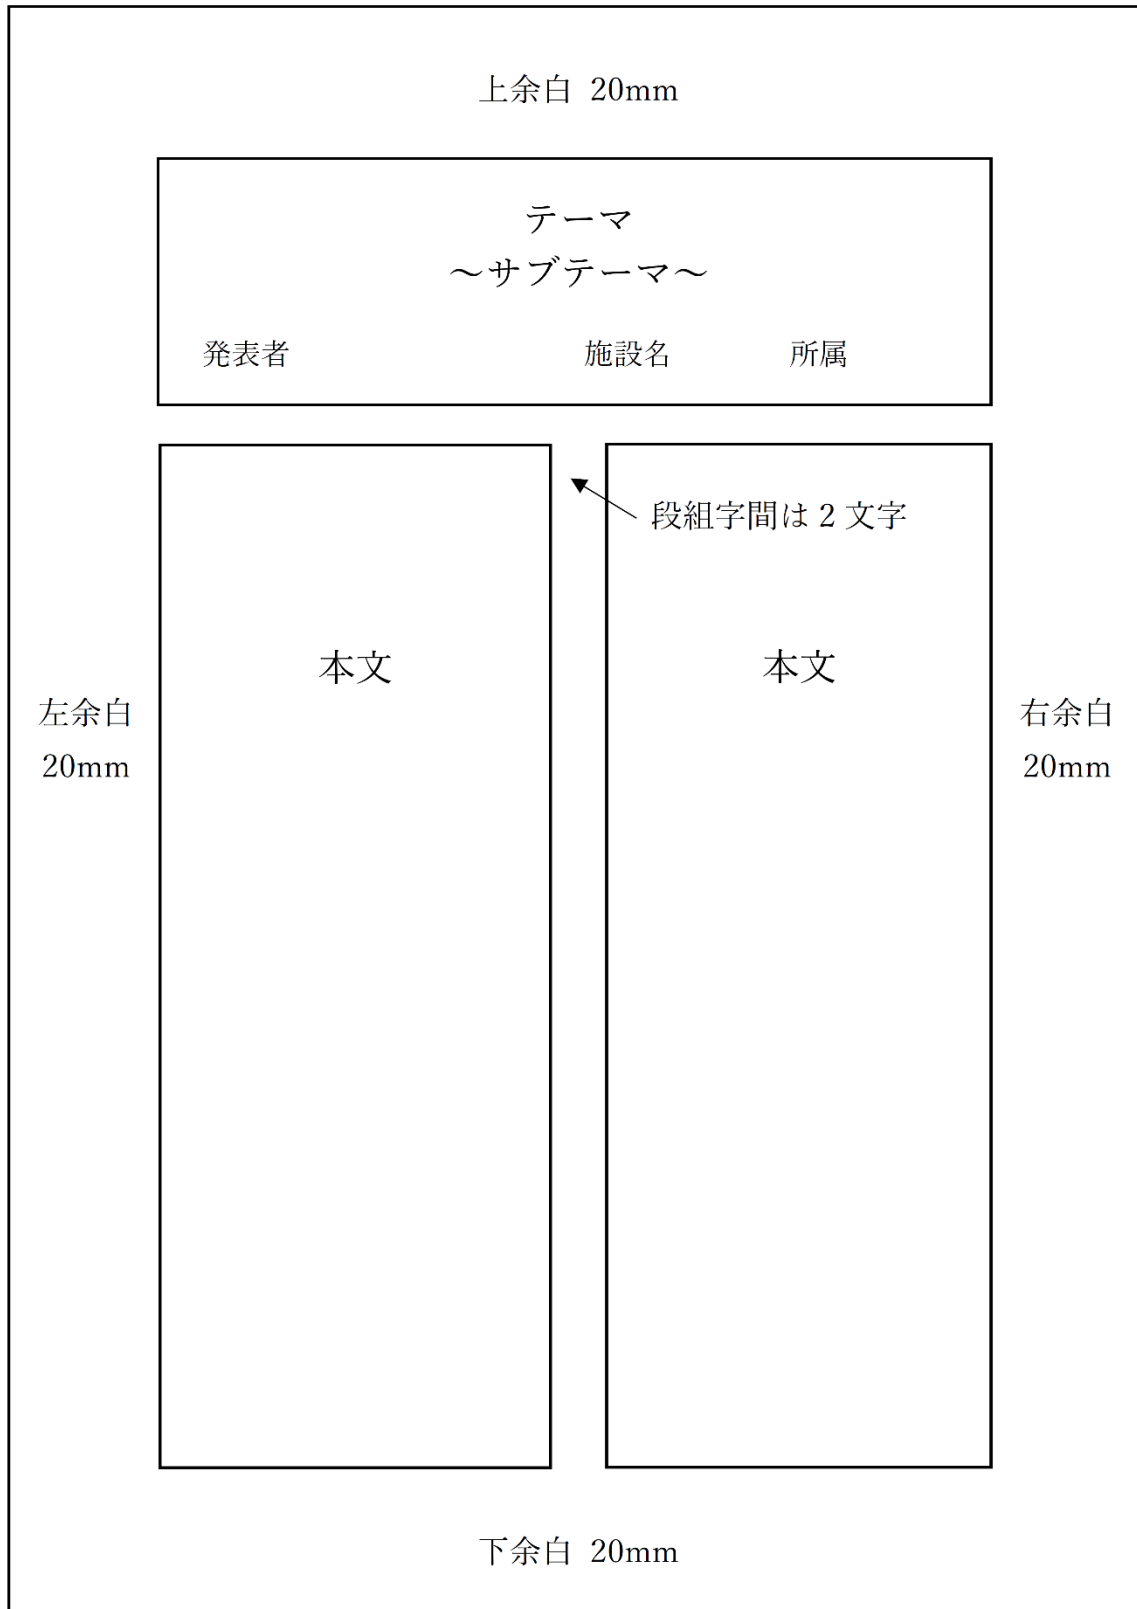 上余白 20mm
テーマ
～サブテーマ～
発表者 施設名 所属
段組字間は 2 文字
本文 本文
左余白
20mm
右余白
20mm
下余白 20mm